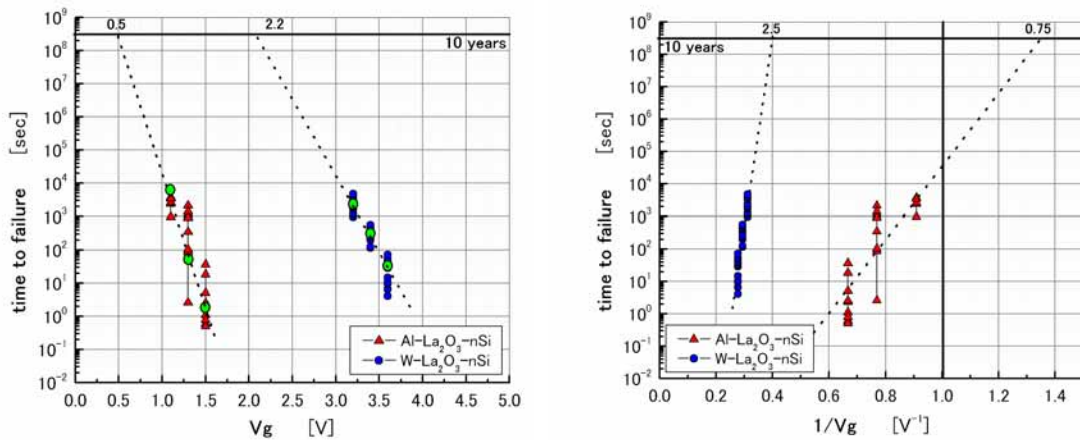 0.5
2.2
10 years
10⁹
10⁸
10⁷
10⁶
10⁵
10⁴
10³
10²
10¹
10⁰
10⁻¹
10⁻²
time to failure [sec]
Al-La₂O₃-nSi
W-La₂O₃-nSi
0.0 0.5 1.0 1.5 2.0 2.5 3.0 3.5 4.0 4.5 5.0
Vg [V]
2.5
0.75
10 years
10⁹
10⁸
10⁷
10⁶
10⁵
10⁴
10³
10²
10¹
10⁰
10⁻¹
10⁻²
time to failure [sec]
Al-La₂O₃-nSi
W-La₂O₃-nSi
0.0 0.2 0.4 0.6 0.8 1.0 1.2 1.4
1/Vg [V⁻¹]